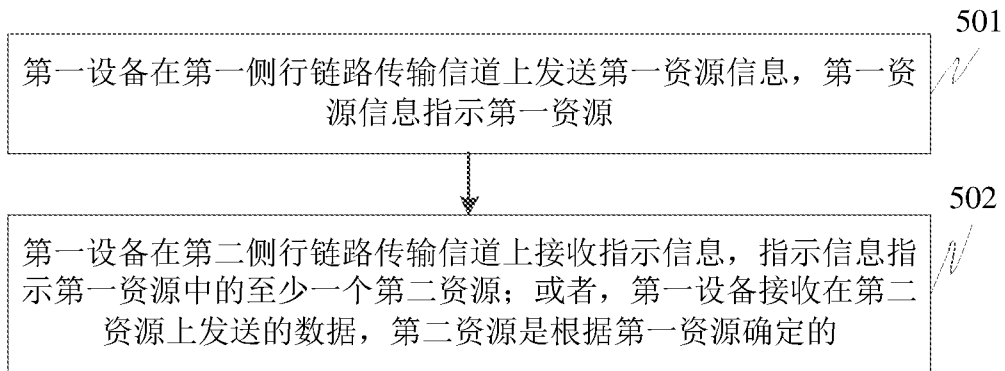 501
第一设备在第一侧行链路传输信道上发送第一资源信息，第一资
源信息指示第一资源
502
第一设备在第二侧行链路传输信道上接收指示信息，指示信息指
示第一资源中的至少一个第二资源；或者，第一设备接收在第二
资源上发送的数据，第二资源是根据第一资源确定的